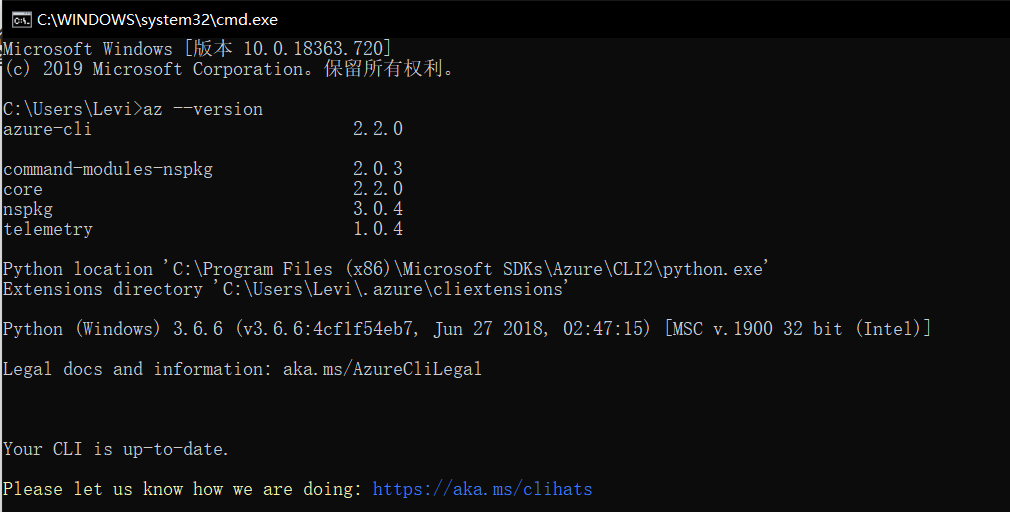 C:\WINDOWS\system32\cmd.exe
Microsoft Windows [版本 10.0.18363.720]
(c) 2019 Microsoft Corporation。保留所有权利。
C:\Users\Levi>az --version
azure-cli 2.2.0
command-modules-nspkg 2.0.3
core 2.2.0
nspkg 3.0.4
telemetry 1.0.4
Python location 'C:\Program Files (x86)\Microsoft SDKs\Azure\CLI2\python.exe'
Extensions directory 'C:\Users\Levi\.azure\cliextensions'
Python (Windows) 3.6.6 (v3.6.6:4cf1f54eb7, Jun 27 2018, 02:47:15) [MSC v.1900 32 bit (Intel)]
Legal docs and information: aka.ms/AzureCliLegal
Your CLI is up-to-date.
Please let us know how we are doing: https://aka.ms/clihats